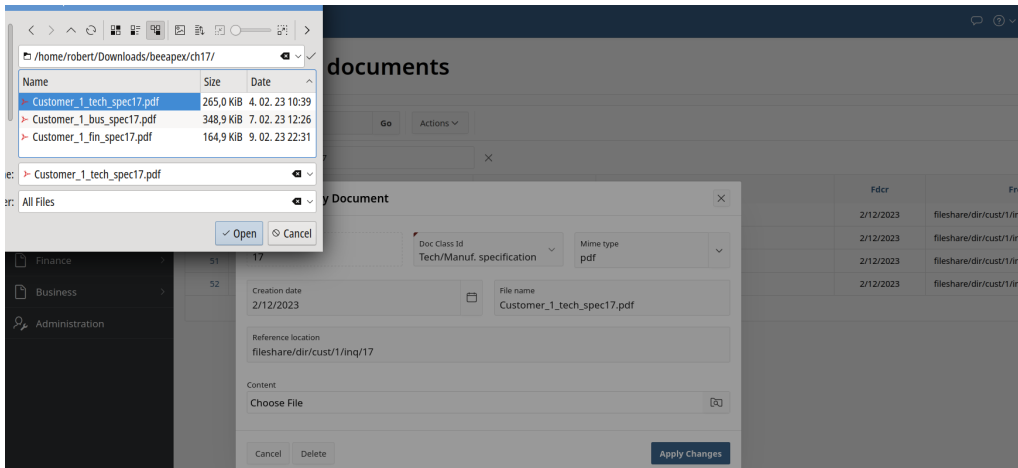 documents
/home/robert/Downloads/beeapex/ch17/
Name Size Date
Customer_1_tech_spec17.pdf 265,0 KiB 4. 02. 23 10:39
Customer_1_bus_spec17.pdf 348,9 KiB 7. 02. 23 12:26
Customer_1_fin_spec17.pdf 164,9 KiB 9. 02. 23 22:31
Go Actions
e: Customer_1_tech_spec17.pdf
er: All Files
Open Cancel
y Document
Fdcr Fr
2/12/2023 fileshare/dir/cust/1/ir
2/12/2023 fileshare/dir/cust/1/ir
51 2/12/2023 fileshare/dir/cust/1/ir
52 2/12/2023 fileshare/dir/cust/1/ir
Finance
Business
Administration
17
Doc Class Id
Tech/Manuf. specification
Mime type
pdf
Creation date
2/12/2023
File name
Customer_1_tech_spec17.pdf
Reference location
fileshare/dir/cust/1/inq/17
Content
Choose File
Cancel Delete Apply Changes